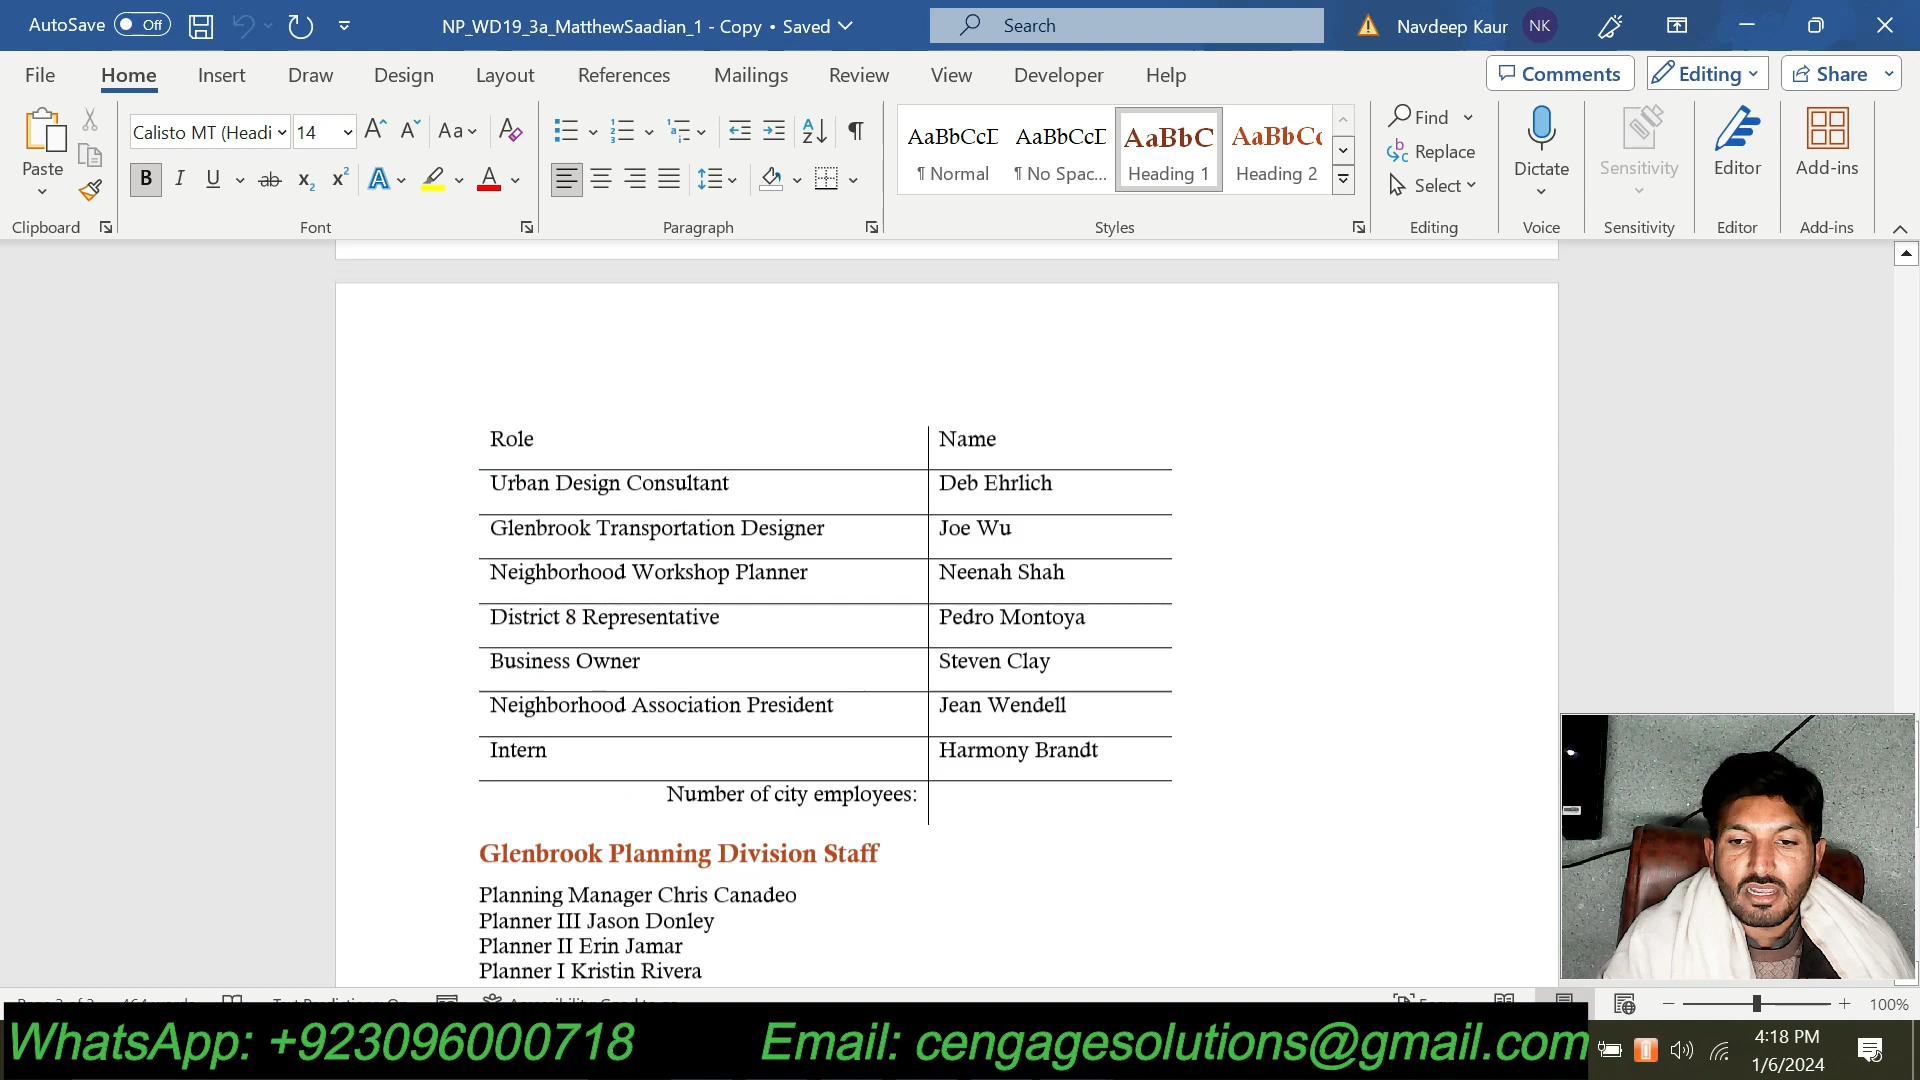 AutoSave Off NP_WD19_3a_MatthewSaadian_1 - Copy • Saved Search Navdeep Kaur NK
File Home Insert Draw Design Layout References Mailings Review View Developer Help Comments Editing Share
Paste Calisto MT (Headi 14 Aa AaBbCcD AaBbCcD AaBbC AaBbCc Find Replace Select Dictate Sensitivity Editor Add-ins
B I U ab x₂ x² A A ¶ Normal ¶ No Spac... Heading 1 Heading 2
Clipboard Font Paragraph Styles Editing Voice Sensitivity Editor Add-ins
Role Name
Urban Design Consultant Deb Ehrlich
Glenbrook Transportation Designer Joe Wu
Neighborhood Workshop Planner Neenah Shah
District 8 Representative Pedro Montoya
Business Owner Steven Clay
Neighborhood Association President Jean Wendell
Intern Harmony Brandt
Number of city employees:
Glenbrook Planning Division Staff
Planning Manager Chris Canadeo
Planner III Jason Donley
Planner II Erin Jamar
Planner I Kristin Rivera
100%
WhatsApp: +923096000718 Email: cengagesolutions@gmail.com
4:18 PM
1/6/2024